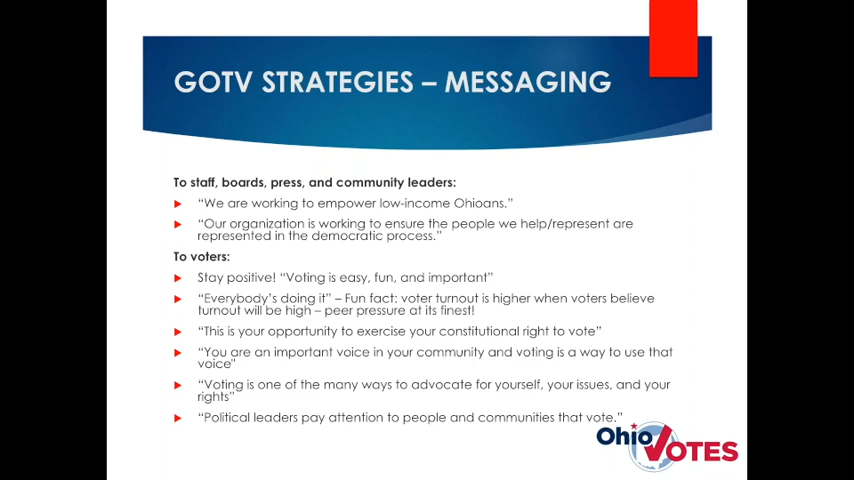 GOTV STRATEGIES – MESSAGING
To staff, boards, press, and community leaders:
“We are working to empower low-income Ohioans.”
“Our organization is working to ensure the people we help/represent are
represented in the democratic process.”
To voters:
Stay positive! “Voting is easy, fun, and important”
“Everybody’s doing it” – Fun fact: voter turnout is higher when voters believe
turnout will be high – peer pressure at its finest!
“This is your opportunity to exercise your constitutional right to vote”
“You are an important voice in your community and voting is a way to use that
voice"
“Voting is one of the many ways to advocate for yourself, your issues, and your
rights”
“Political leaders pay attention to people and communities that vote.”
Ohio VOTES